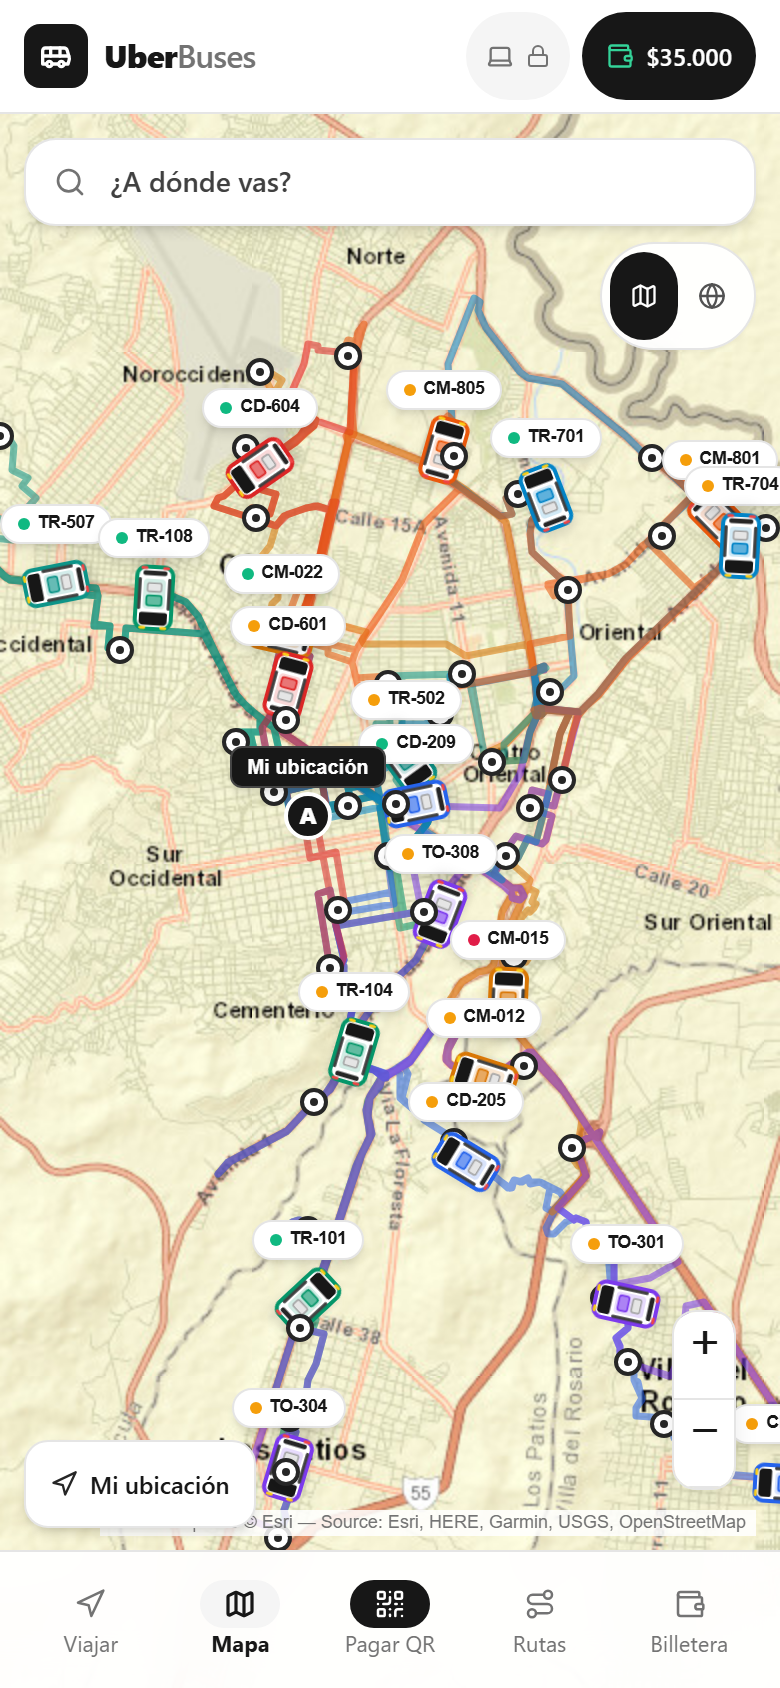 UberBuses
$35.000
¿A dónde vas?
Norte
Noroccident
CM-805
CD-604
TR-701
CM-801
TR-704
Calle 15A
Avenida 11
TR-507
TR-108
CM-022
CD-601
Oriental
ccidental
TR-502
CD-209
Oriental
Mi ubicación
A
TO-308
Sur
Occidental
Calle 20
Sur Oriental
CM-015
TR-104
Cementerio
CM-012
CD-205
Vía La Floresta
TR-101
TO-301
Calle 38
TO-304
Los Patios
Villa del Rosario
Mi ubicación
55
+
−
© Esri — Source: Esri, HERE, Garmin, USGS, OpenStreetMap
Viajar
Mapa
Pagar QR
Rutas
Billetera